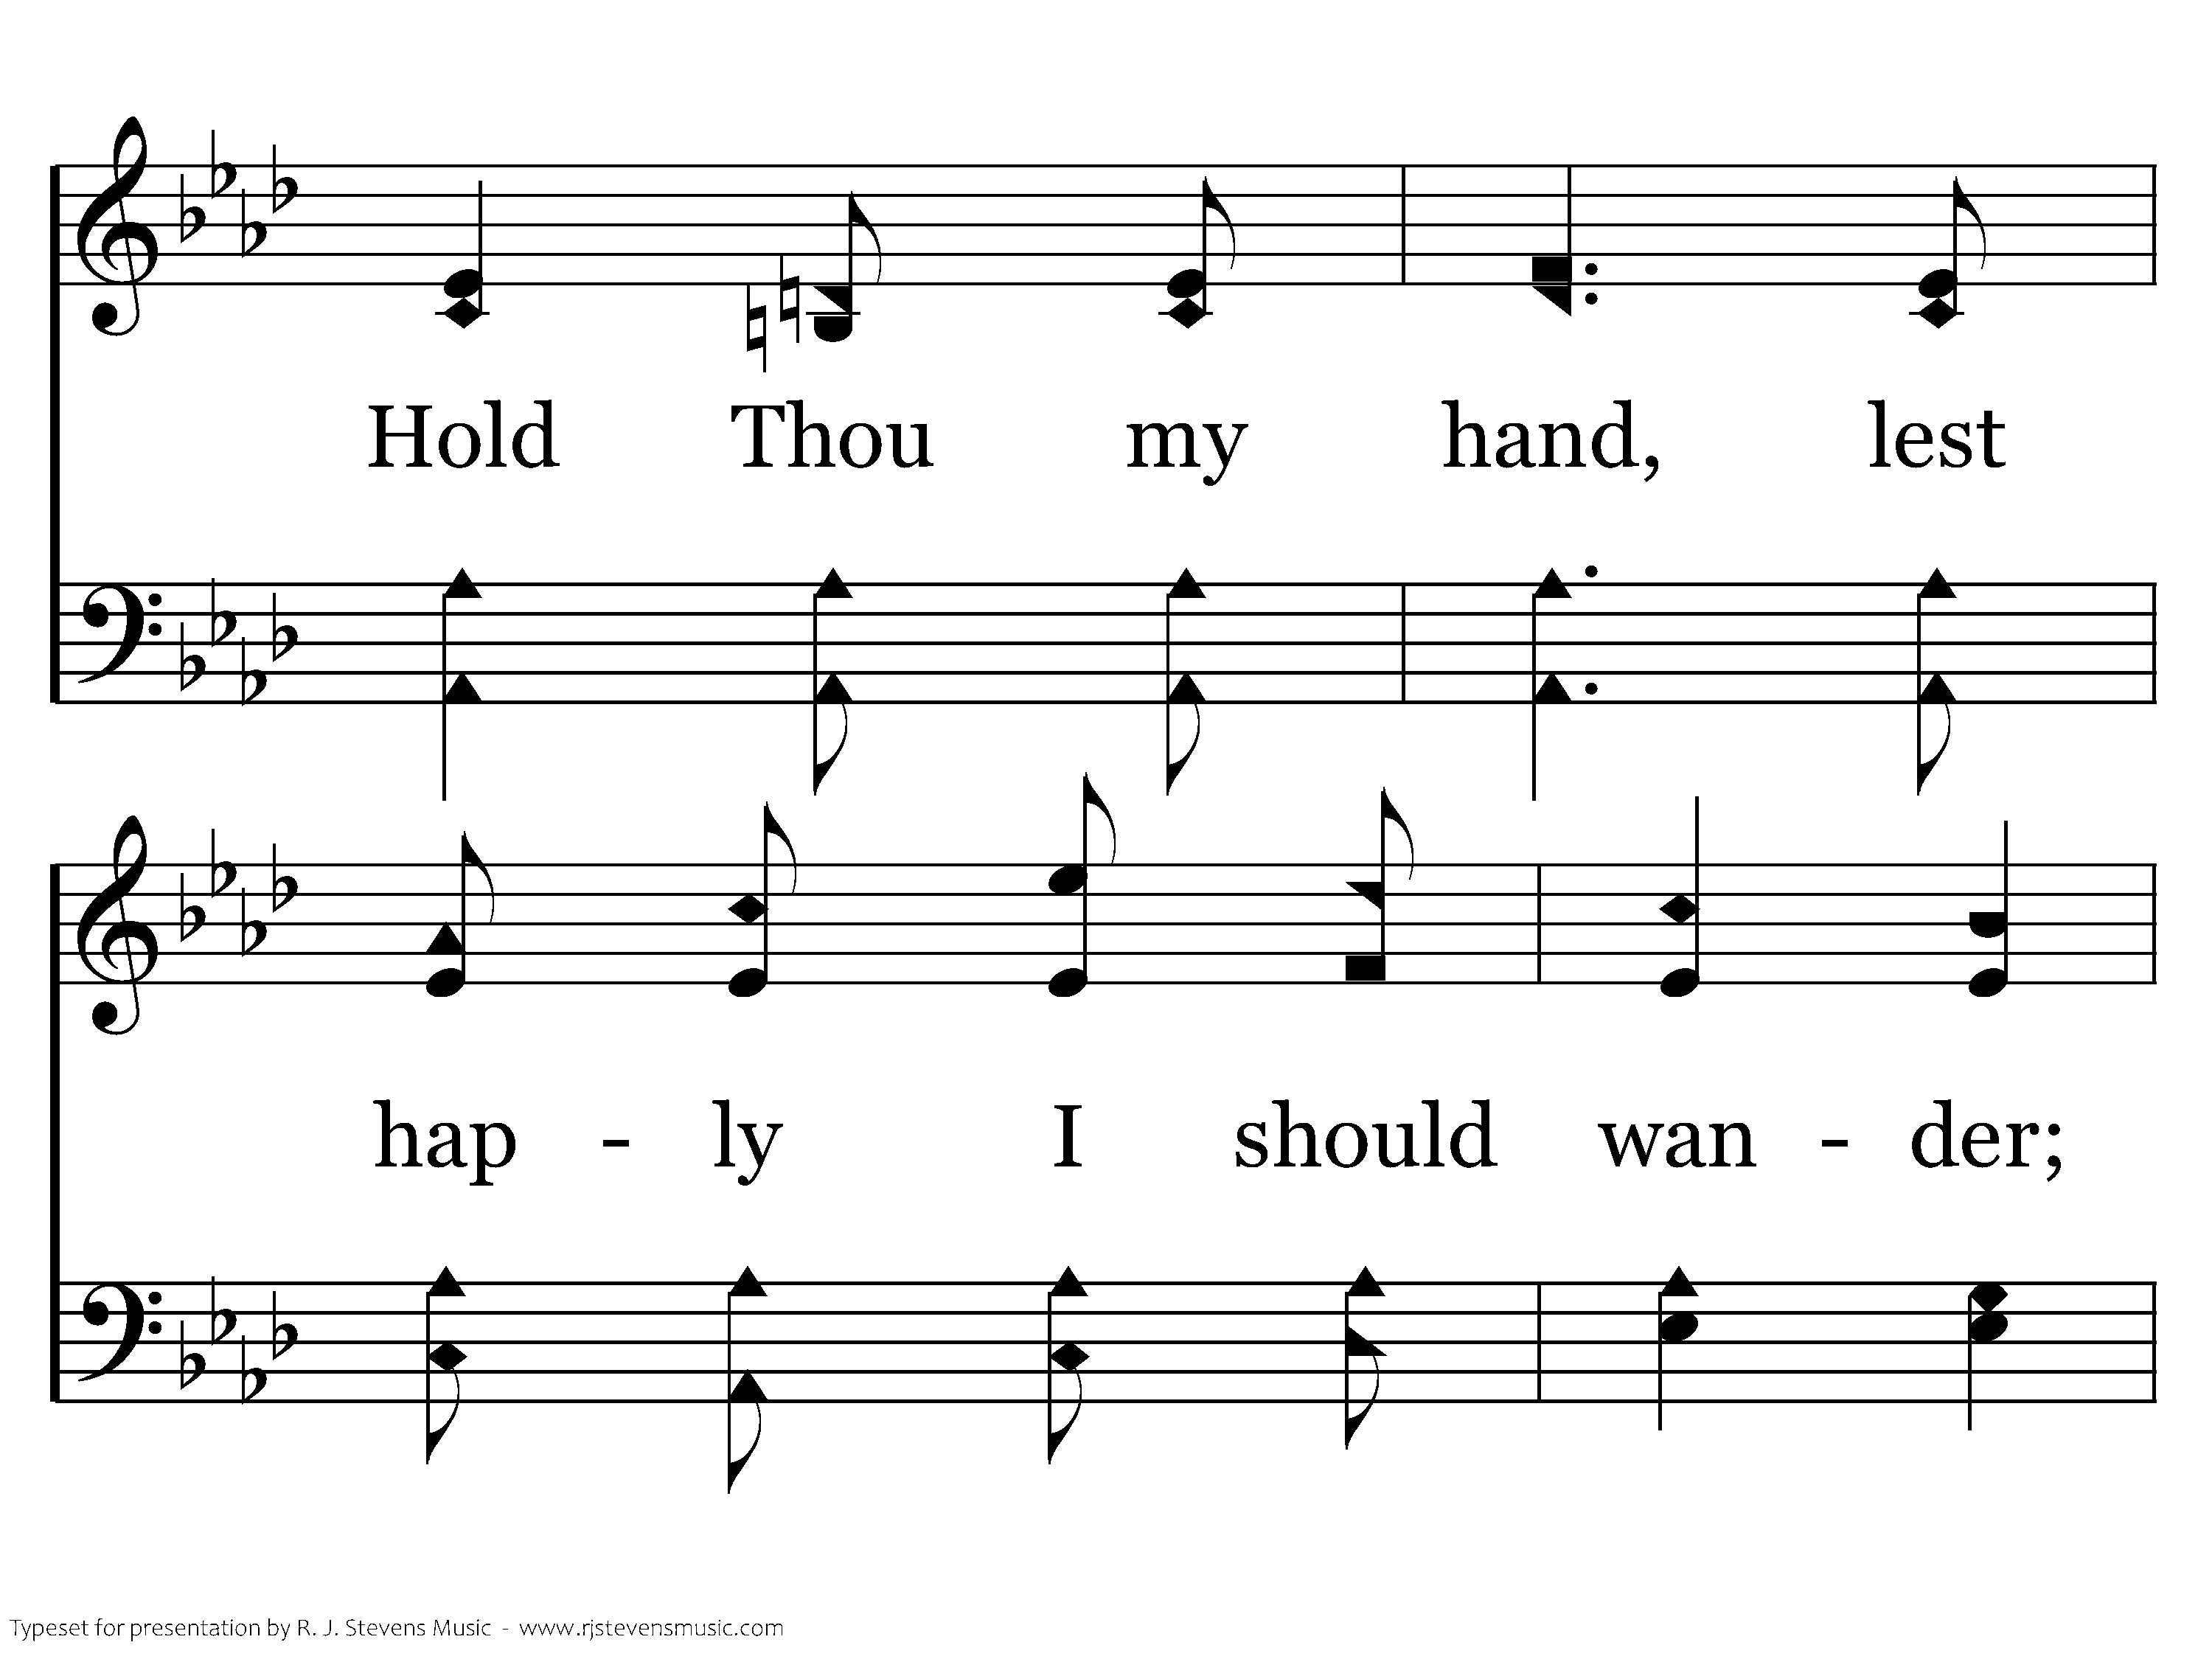 Hold Thou my hand, lest
hap - ly I should wan - der;
Typeset for presentation by R. J. Stevens Music - www.rjstevensmusic.com